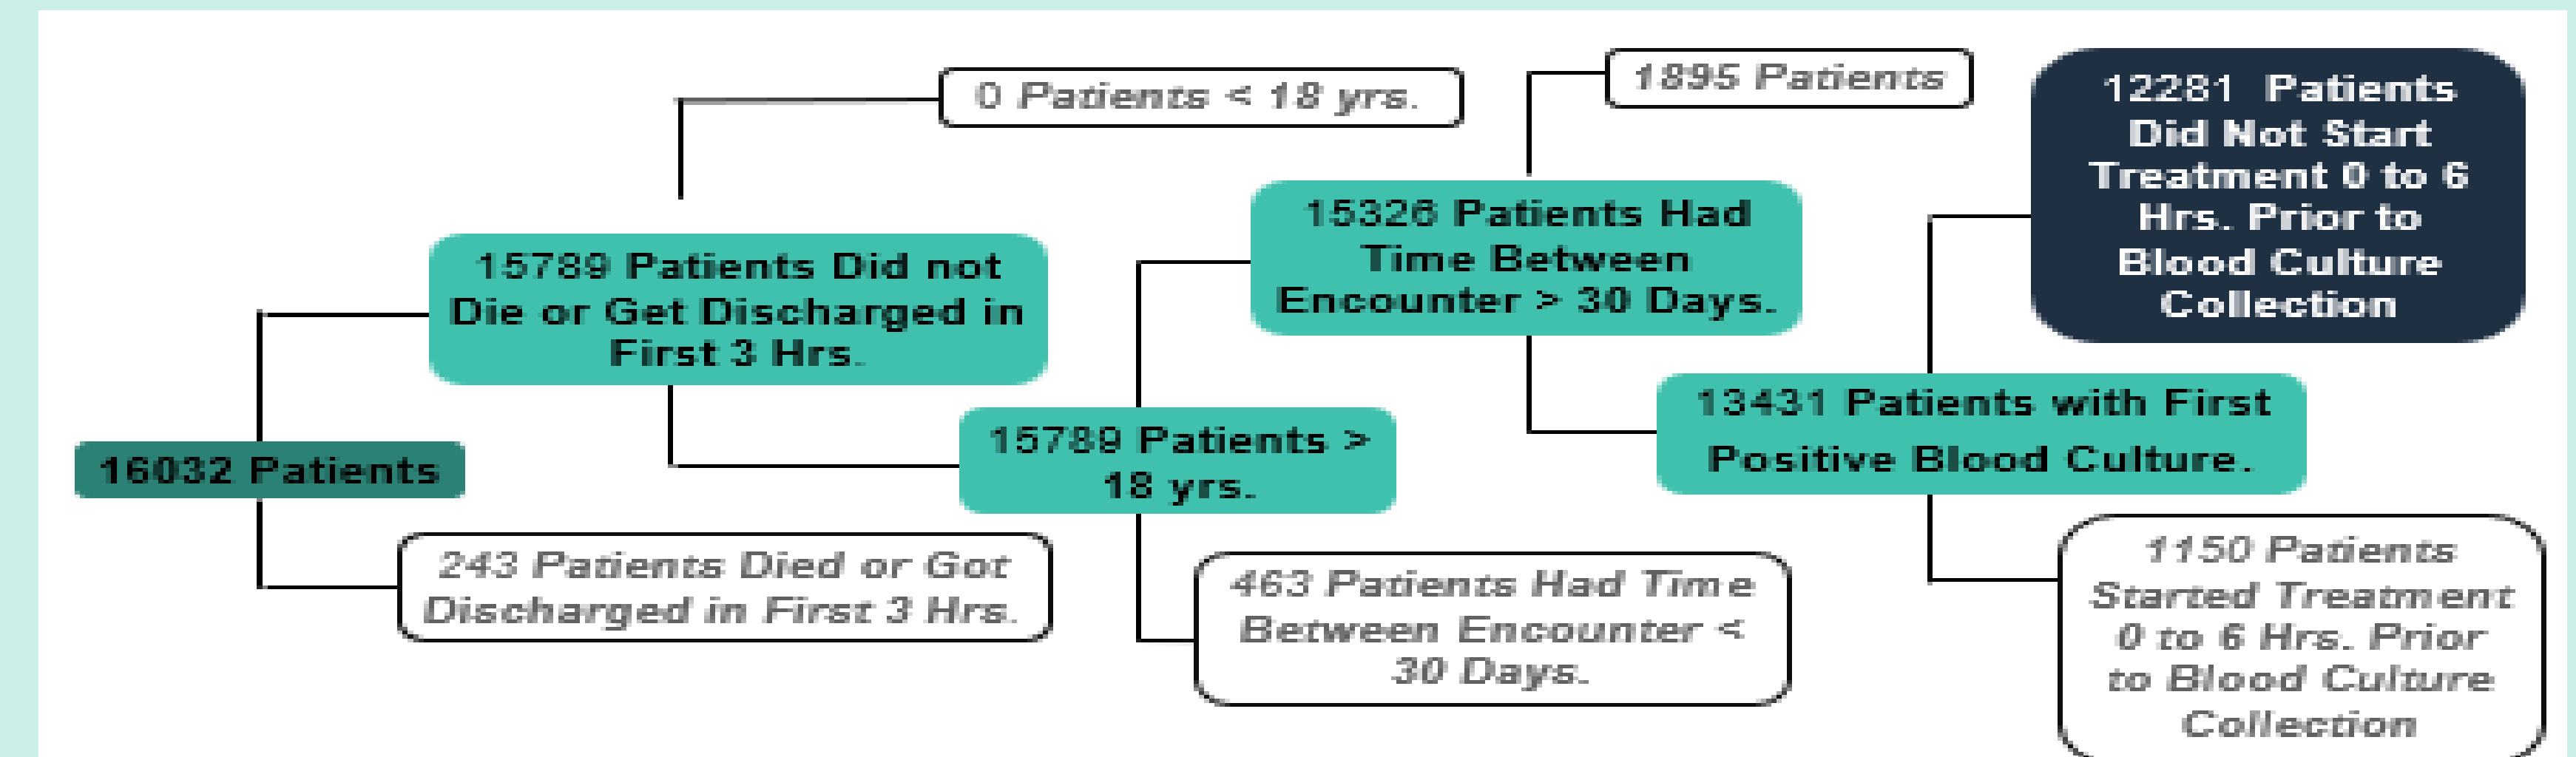 16032 Patients
15789 Patients Did not
Die or Get Discharged in
First 3 Hrs.
243 Patients Died or Got
Discharged in First 3 Hrs.
0 Patients < 18 yrs.
15789 Patients >
18 yrs.
15326 Patients Had
Time Between
Encounter > 30 Days.
463 Patients Had Time
Between Encounter <
30 Days.
1895 Patients
13431 Patients with First
Positive Blood Culture.
12281 Patients
Did Not Start
Treatment 0 to 6
Hrs. Prior to
Blood Culture
Collection
1150 Patients
Started Treatment
0 to 6 Hrs. Prior
to Blood Culture
Collection